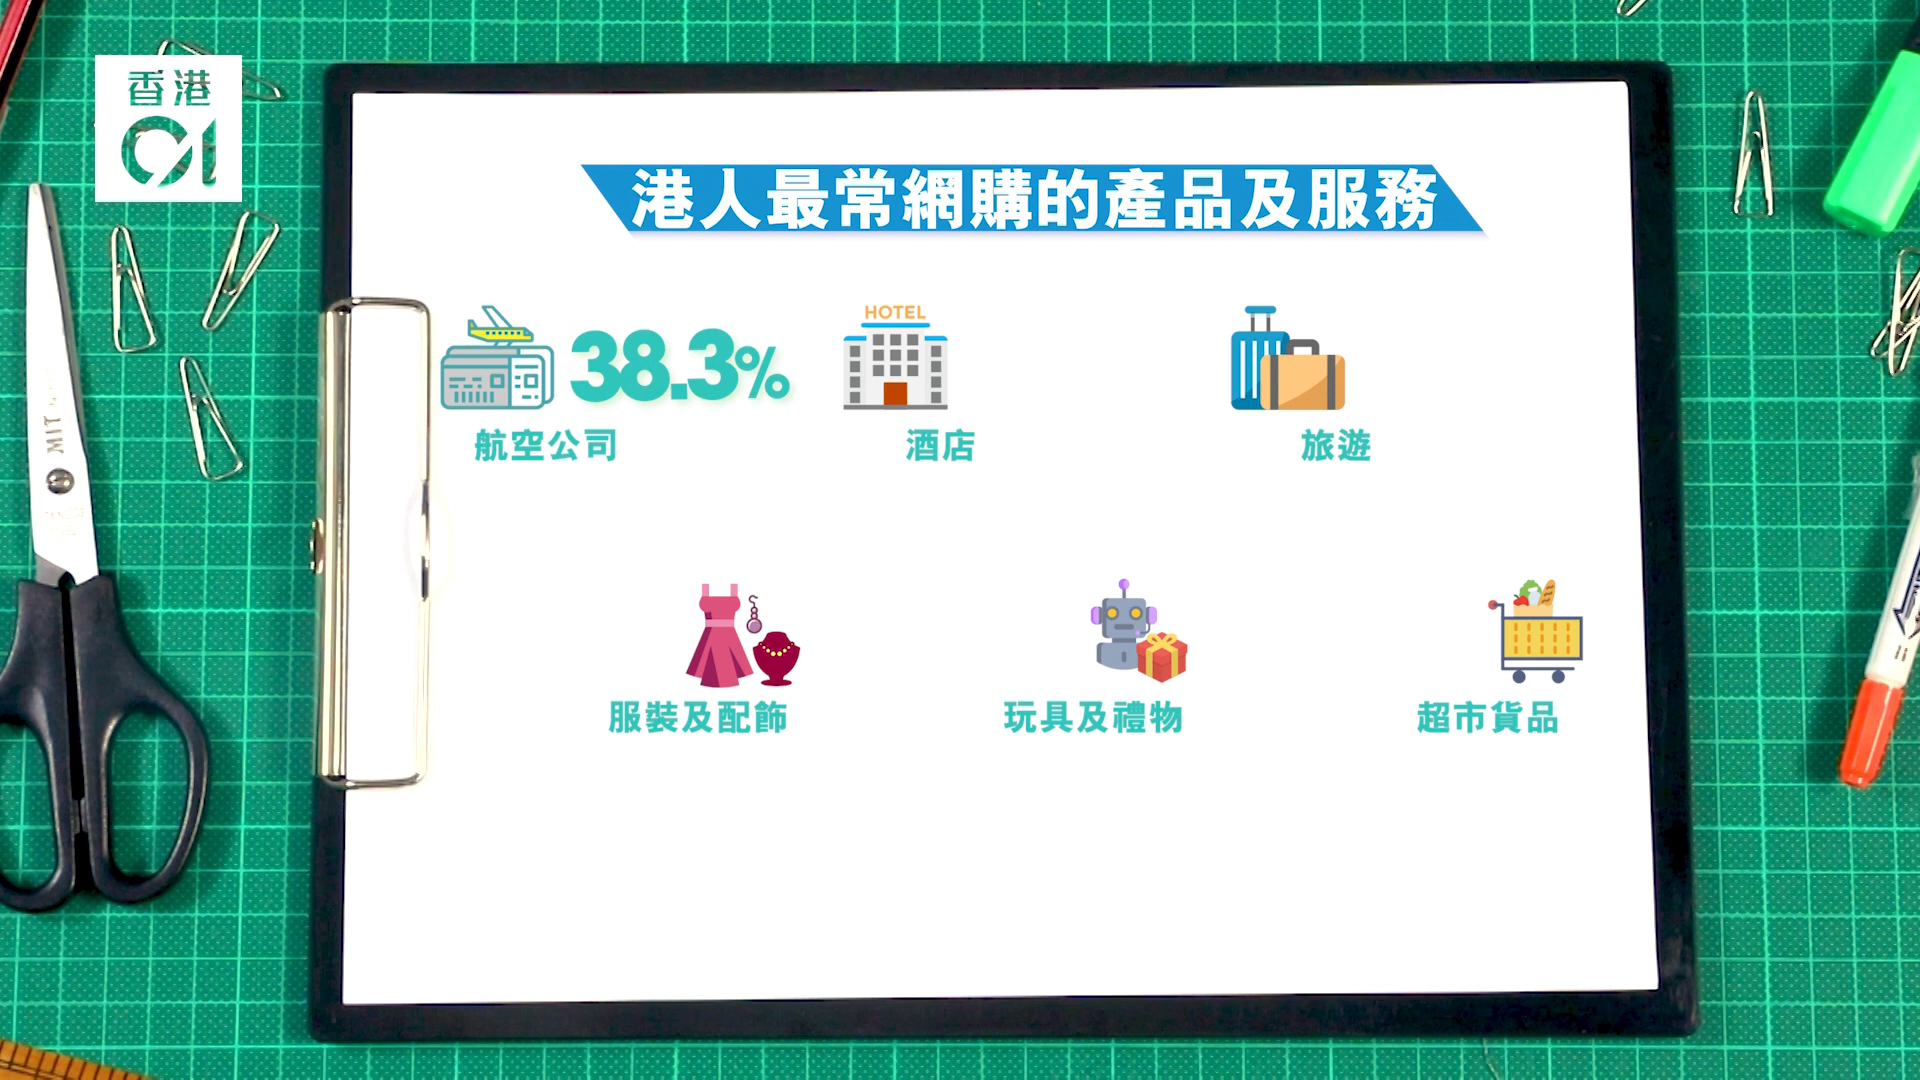 香港
01
港人最常網購的產品及服務
38.3%
HOTEL
航空公司
酒店
旅遊
服裝及配飾
玩具及禮物
超市貨品